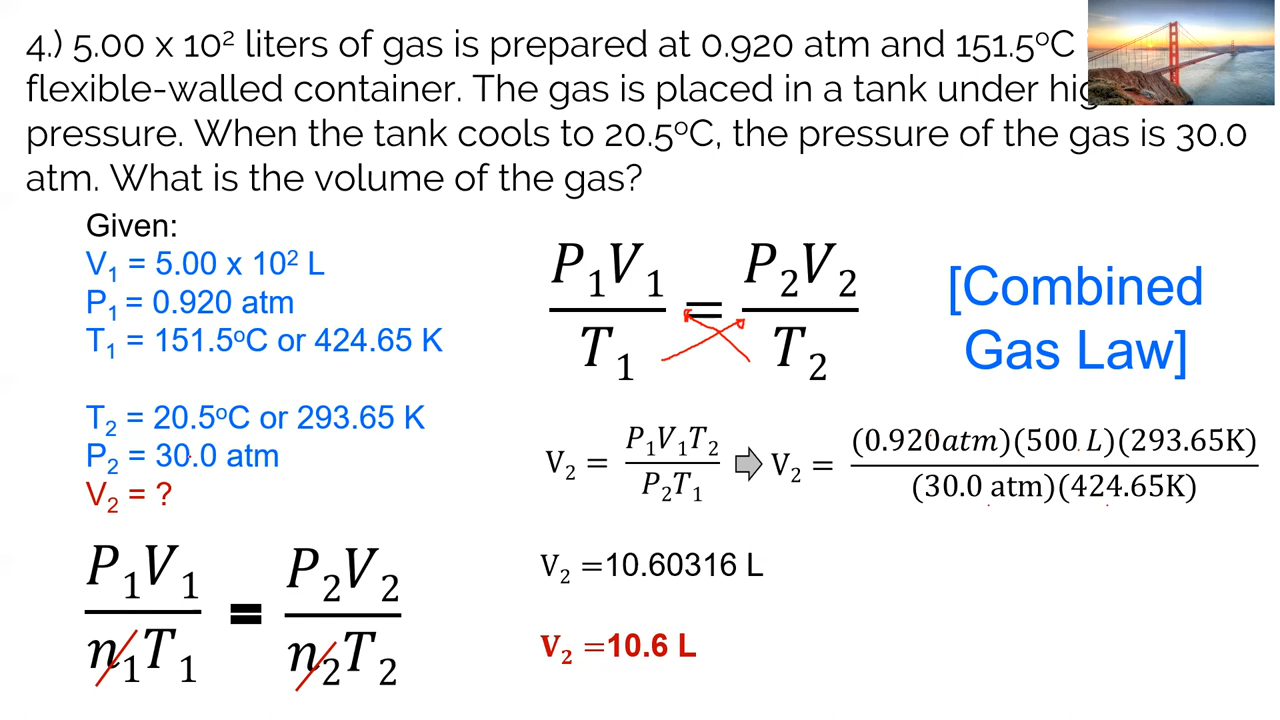 4.) 5.00 x 10² liters of gas is prepared at 0.920 atm and 151.5ºC
flexible-walled container. The gas is placed in a tank under
pressure. When the tank cools to 20.5ºC, the pressure of the gas is 30.0
atm. What is the volume of the gas?
Given:
V₁ = 5.00 x 10² L
P₁ = 0.920 atm
T₁ = 151.5ºC or 424.65 K
T₂ = 20.5ºC or 293.65 K
P₂ = 30.0 atm
V₂ = ?
P₁V₁ / n₁T₁ = P₂V₂ / n₂T₂
P₁V₁ / T₁ = P₂V₂ / T₂
[Combined
Gas Law]
V₂ = P₁V₁T₂ / P₂T₁ ⇨ V₂ = (0.920atm)(500 L)(293.65K) / (30.0 atm)(424.65K)
V₂ =10.60316 L
V₂ =10.6 L